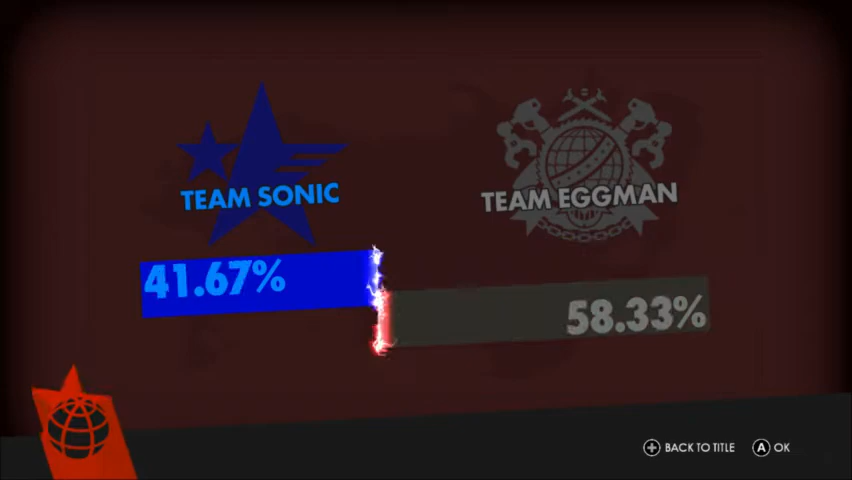 TEAM SONIC
TEAM EGGMAN
41.67%
58.33%
BACK TO TITLE
A OK